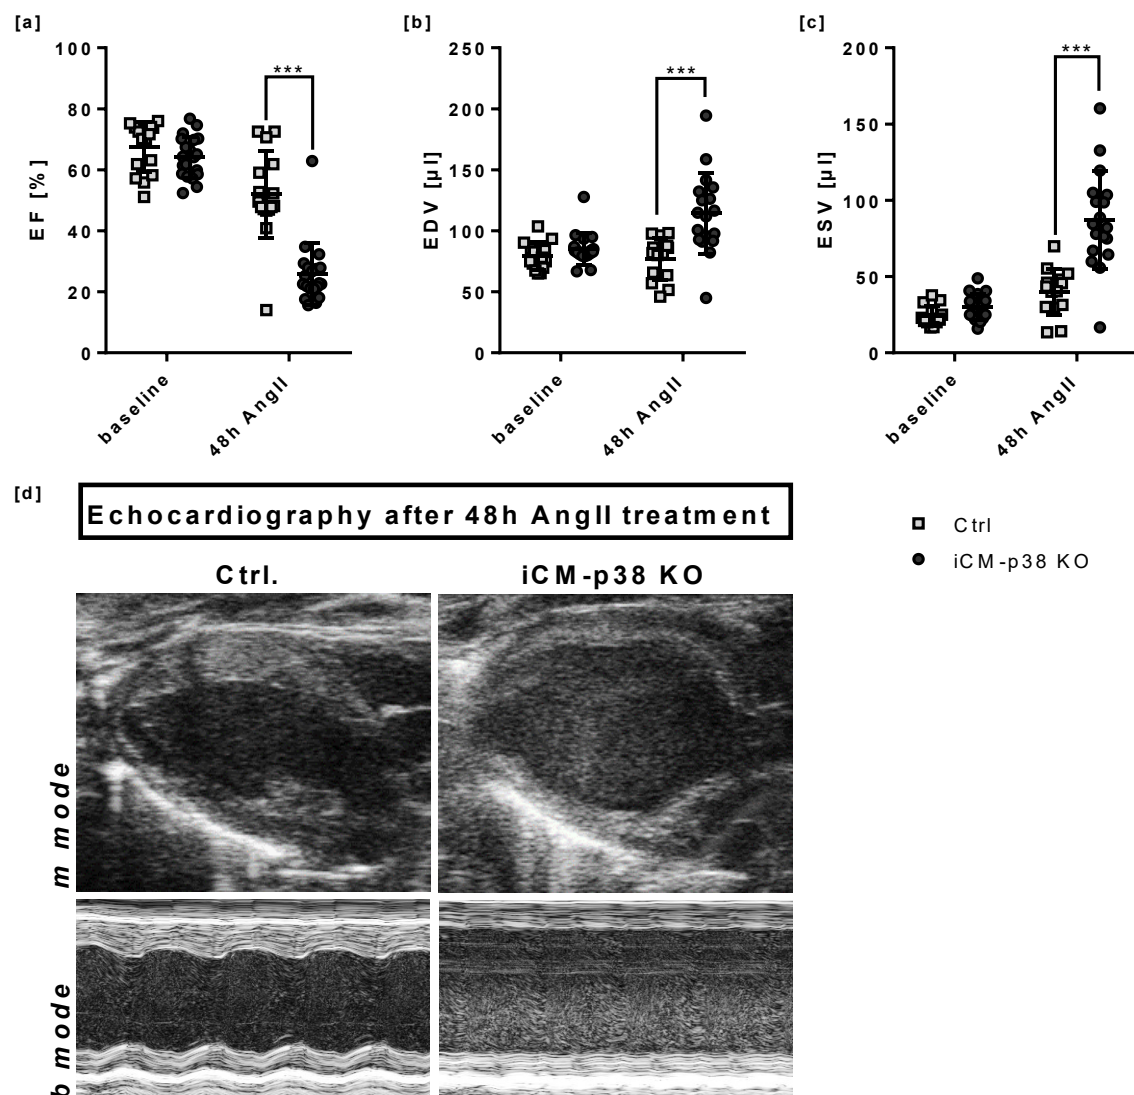 [a]
100
80
60
40
20
0
EF [%]
***
baseline
48h AngII
[b]
250
200
150
100
50
0
EDV [µl]
***
baseline
48h AngII
[c]
200
150
100
50
0
ESV [µl]
***
baseline
48h AngII
[d]
Echocardiography after 48h AngII treatment
Ctrl
iCM-p38 KO
Ctrl.
iCM-p38 KO
m mode
b mode